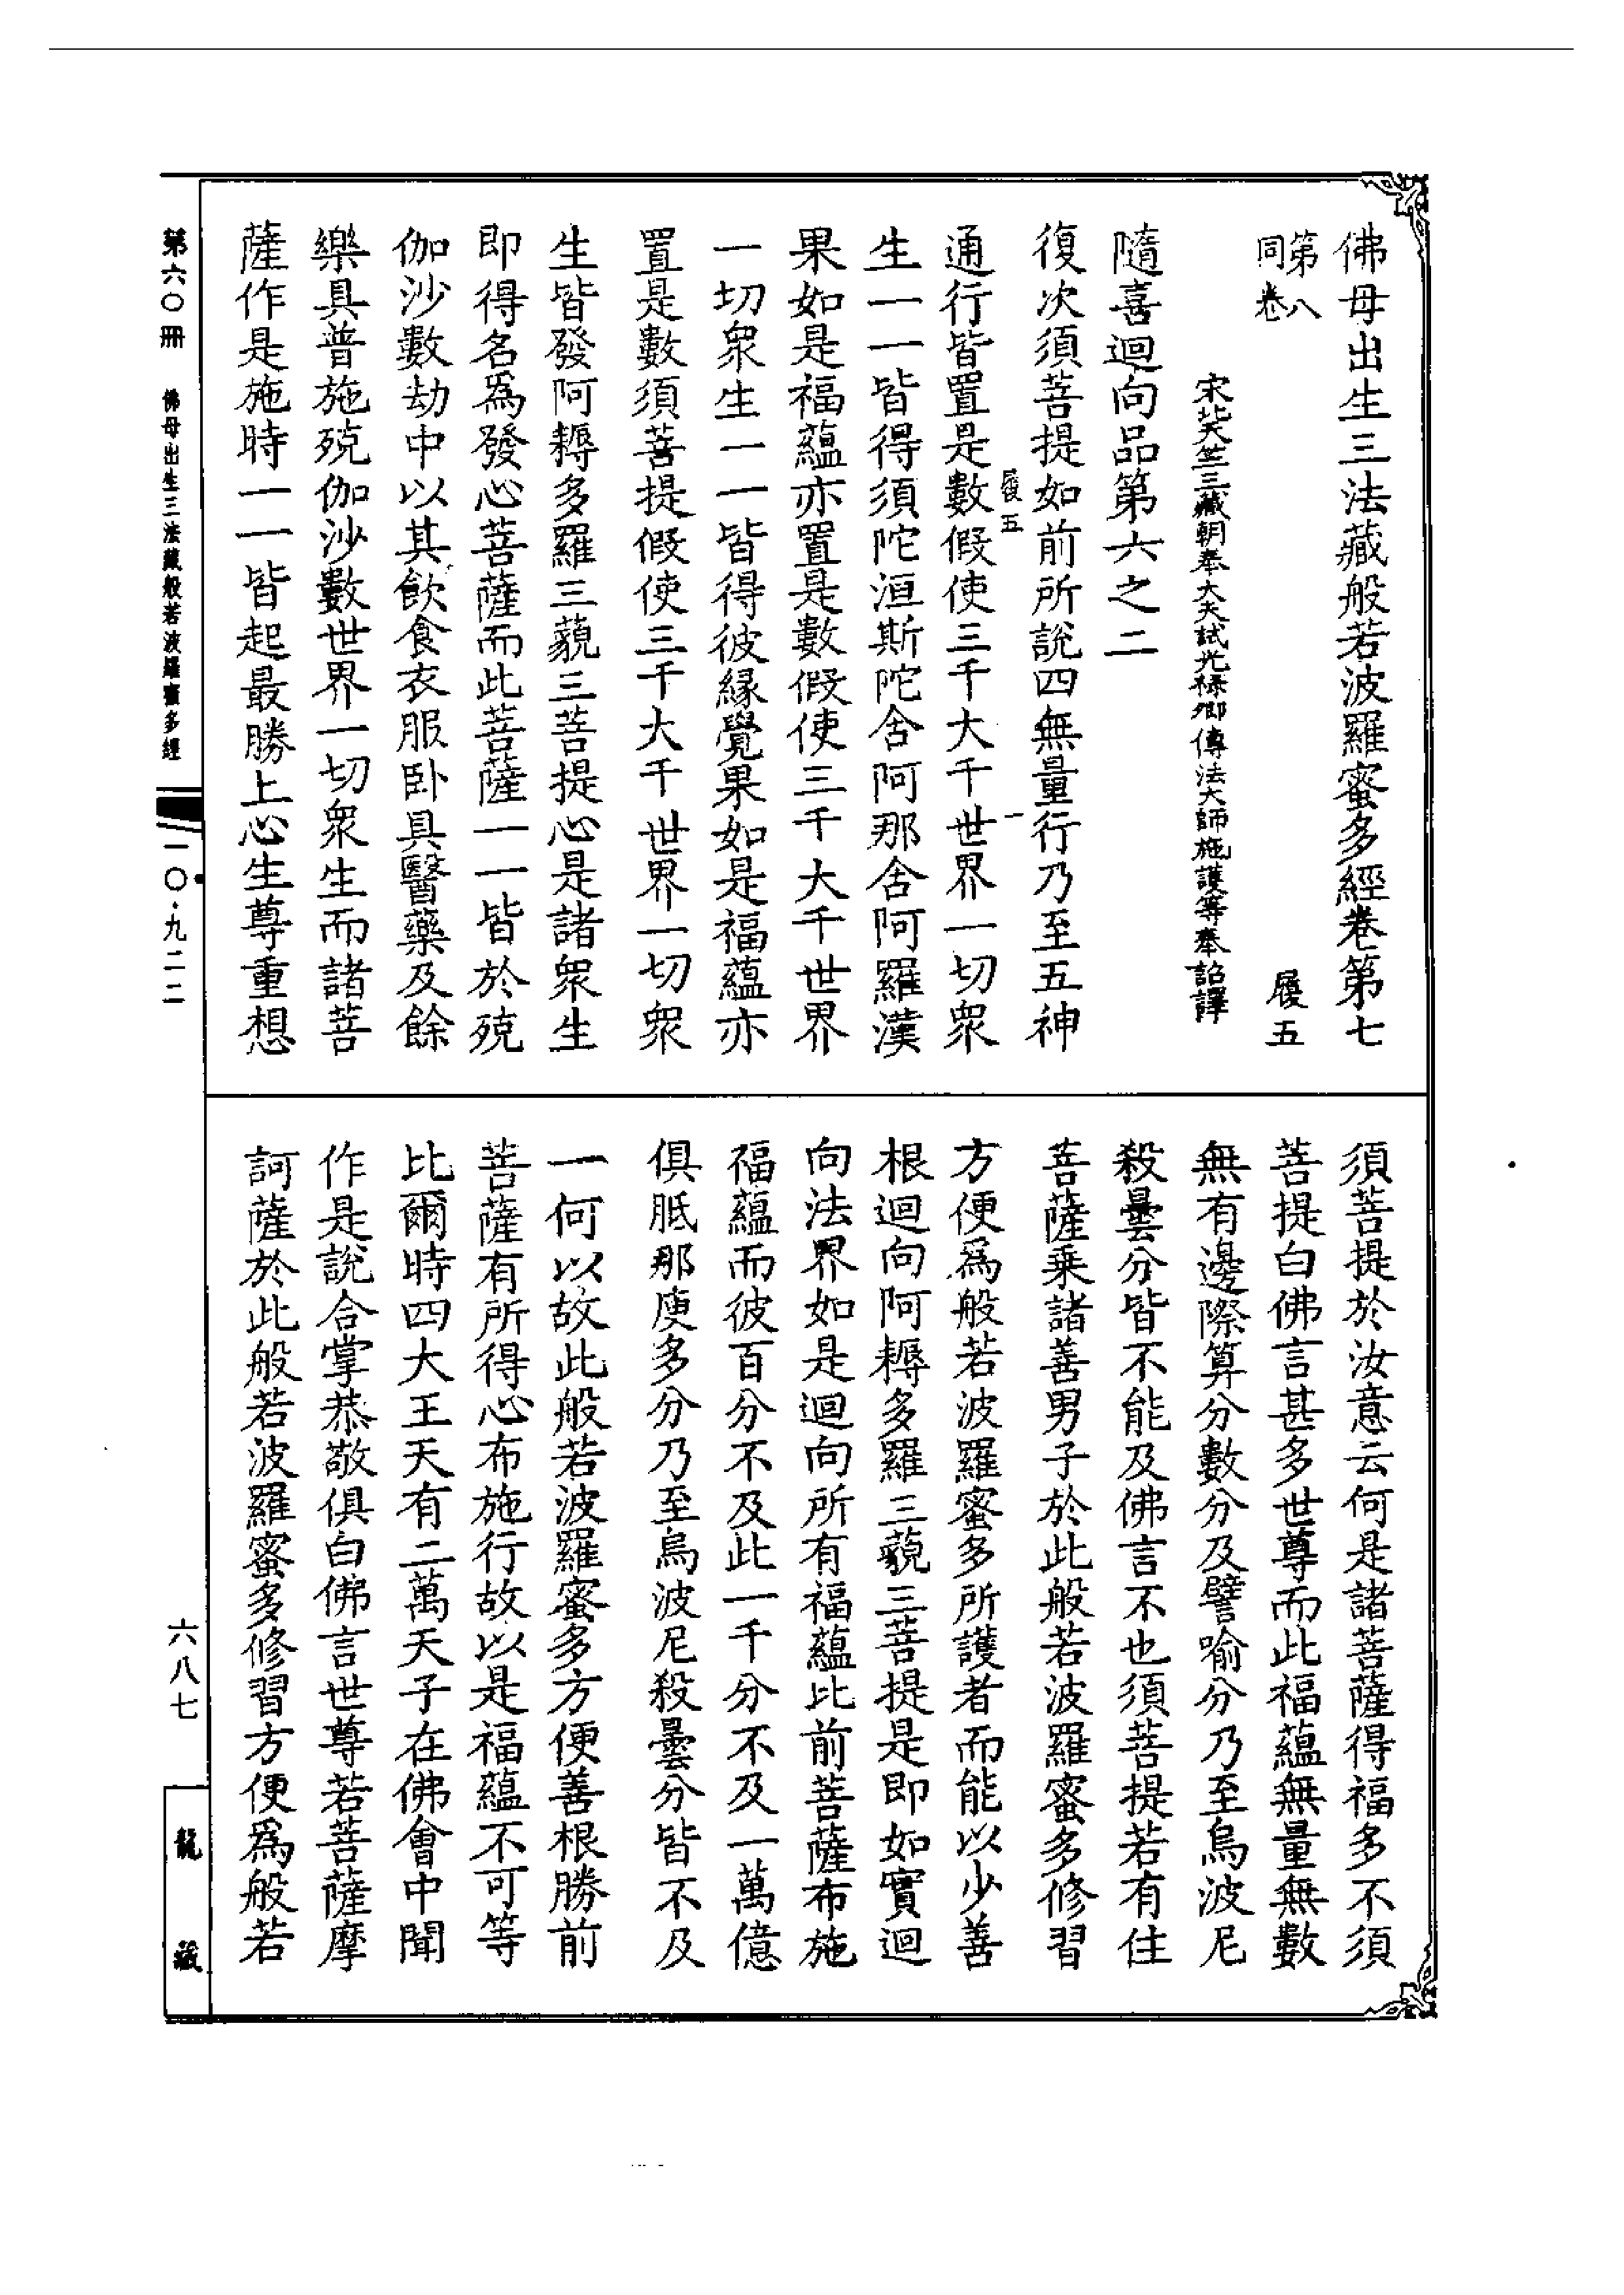 佛母出生三法藏般若波羅蜜多經卷第七
第八
同卷
履五
宋北天竺三藏朝奉大夫試光祿卿傳法大師施護等奉詔譯
隨喜迴向品第六之二
復次須菩提如前所說四無量行乃至五神
履五
一
通行皆置是數假使三千大千世界一切衆
生一一皆得須陀洹斯陀含阿那含阿羅漢
果如是福蘊亦置是數假使三千大千世界
一切衆生一一皆得彼緣覺果如是福蘊亦
置是數須菩提假使三千大千世界一切衆
生皆發阿耨多羅三藐三菩提心是諸衆生
即得名爲發心菩薩而此菩薩一一皆於殑
伽沙數劫中以其飲食衣服卧具醫藥及餘
樂具普施殑伽沙數世界一切衆生而諸菩
薩作是施時一一皆起最勝上心生尊重想
須菩提於汝意云何是諸菩薩得福多不須
菩提白佛言甚多世尊而此福蘊無量無數
無有邊際算分數分及譬喻分乃至烏波尼
殺曇分皆不能及佛言不也須菩提若有住
菩薩乘諸善男子於此般若波羅蜜多修習
方便爲般若波羅蜜多所護者而能以少善
根迴向阿耨多羅三藐三菩提是即如實迴
向法界如是迴向所有福蘊比前菩薩布施
福蘊而彼百分不及此一千分不及一萬億
俱胝那庾多分乃至烏波尼殺曇分皆不及
一何以故此般若波羅蜜多方便善根勝前
菩薩有所得心布施行故以是福蘊不可等
比爾時四大王天有二萬天子在佛會中聞
作是說合掌恭敬俱白佛言世尊若菩薩摩
訶薩於此般若波羅蜜多修習方便爲般若
第六〇冊 佛母出生三法藏般若波羅蜜多經
一〇·九二二
六八七
龍藏